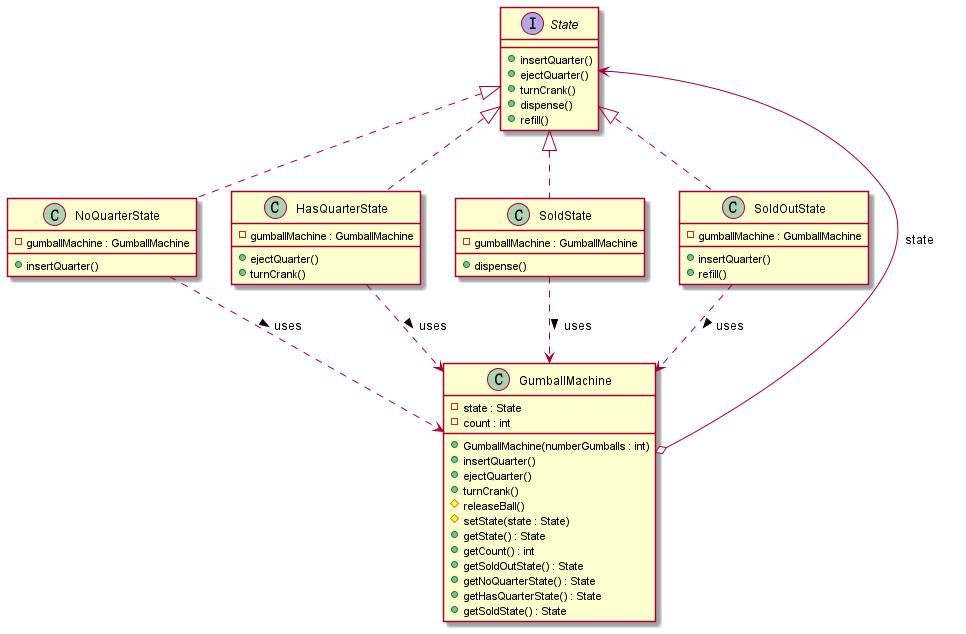 I State
insertQuarter()
ejectQuarter()
turnCrank()
dispense()
refill()
C NoQuarterState
gumballMachine : GumballMachine
insertQuarter()
C HasQuarterState
gumballMachine : GumballMachine
ejectQuarter()
turnCrank()
C SoldState
gumballMachine : GumballMachine
dispense()
C SoldOutState
gumballMachine : GumballMachine
insertQuarter()
refill()
state
uses
uses
uses
uses
C GumballMachine
state : State
count : int
GumballMachine(numberGumballs : int)
insertQuarter()
ejectQuarter()
turnCrank()
releaseBall()
setState(state : State)
getState() : State
getCount() : int
getSoldOutState() : State
getNoQuarterState() : State
getHasQuarterState() : State
getSoldState() : State